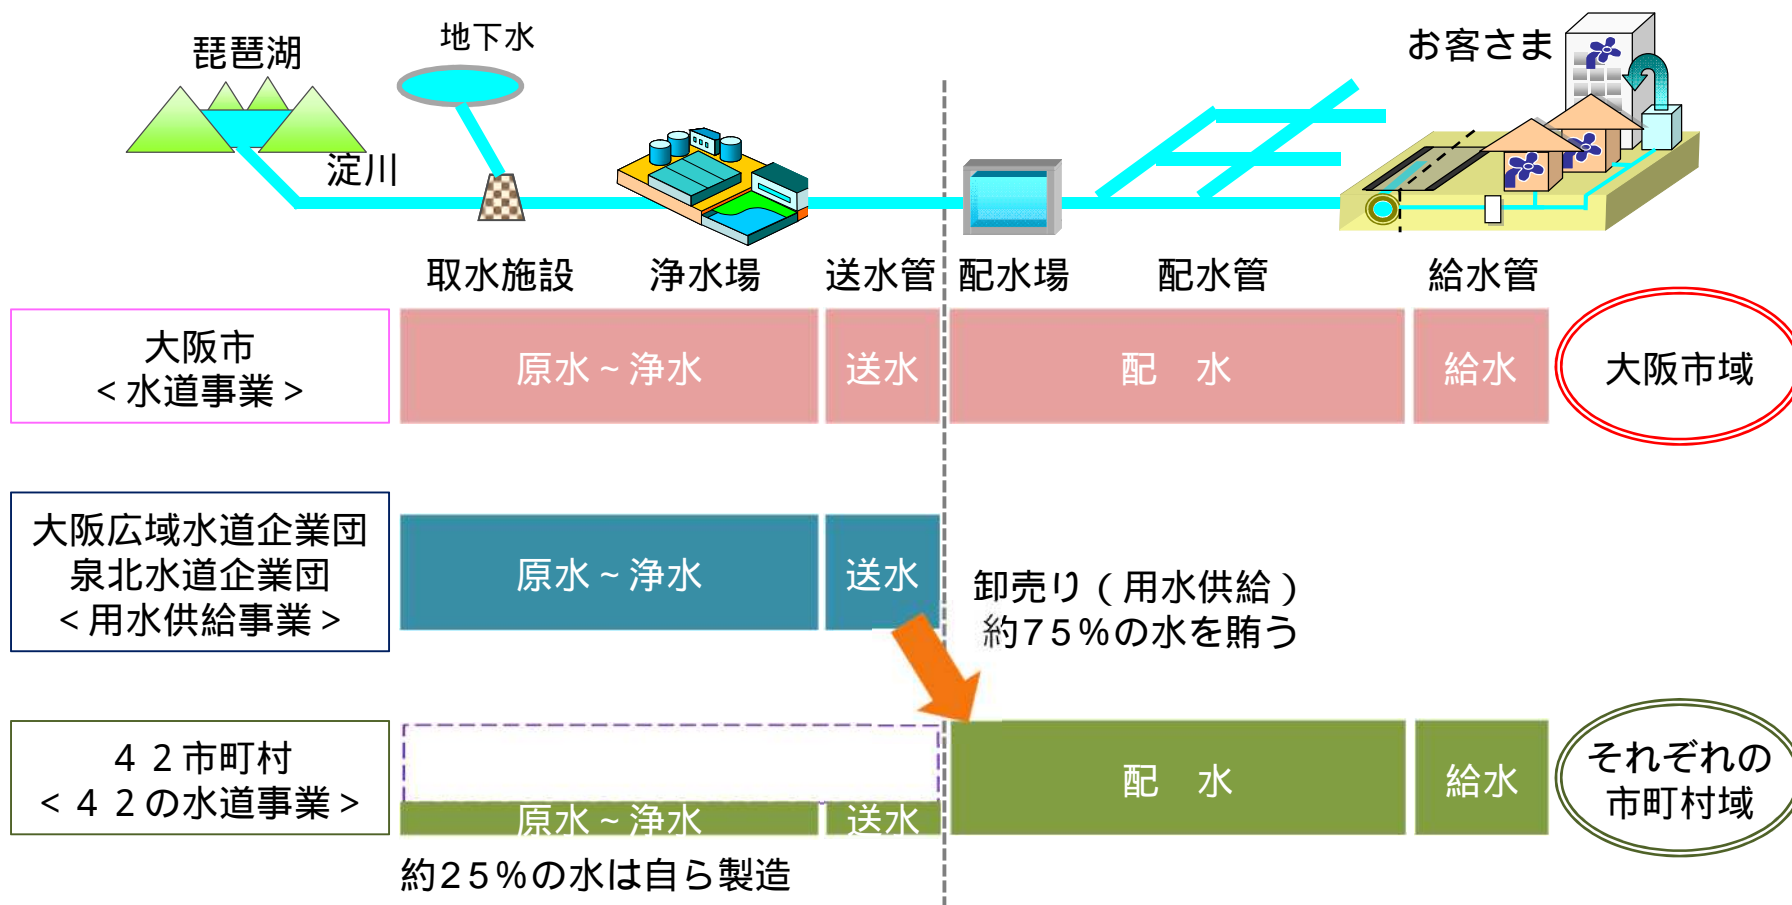 琵琶湖
地下水
お客さま
淀川
取水施設
浄水場
送水管
配水場
配水管
給水管
大阪市
＜水道事業＞
原水～浄水
送水
配　水
給水
大阪市域
大阪広域水道企業団
泉北水道企業団
＜用水供給事業＞
原水～浄水
送水
卸売り（用水供給）
約75％の水を賄う
４２市町村
＜４２の水道事業＞
原水～浄水
送水
配　水
給水
それぞれの
市町村域
約25％の水は自ら製造